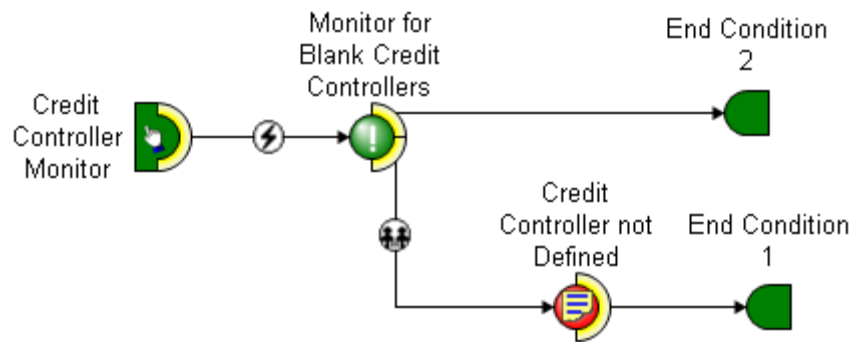 Monitor for
Blank Credit
Controllers
End Condition
2
Credit
Controller
Monitor
Credit
Controller not
Defined
End Condition
1